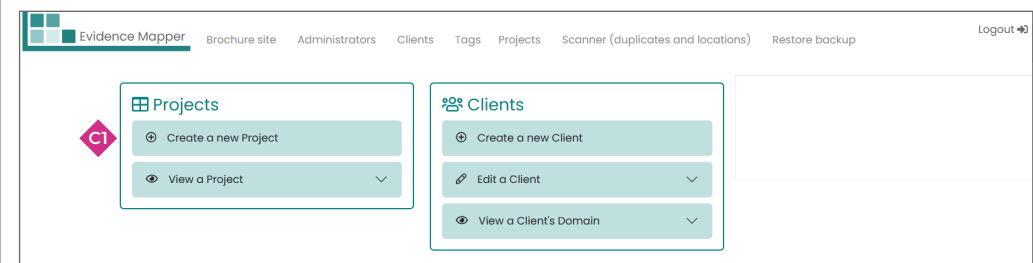 Evidence Mapper
Brochure site Administrators Clients Tags Projects Scanner (duplicates and locations) Restore backup
Logout
Projects
C1
Create a new Project
View a Project
Clients
Create a new Client
Edit a Client
View a Client's Domain